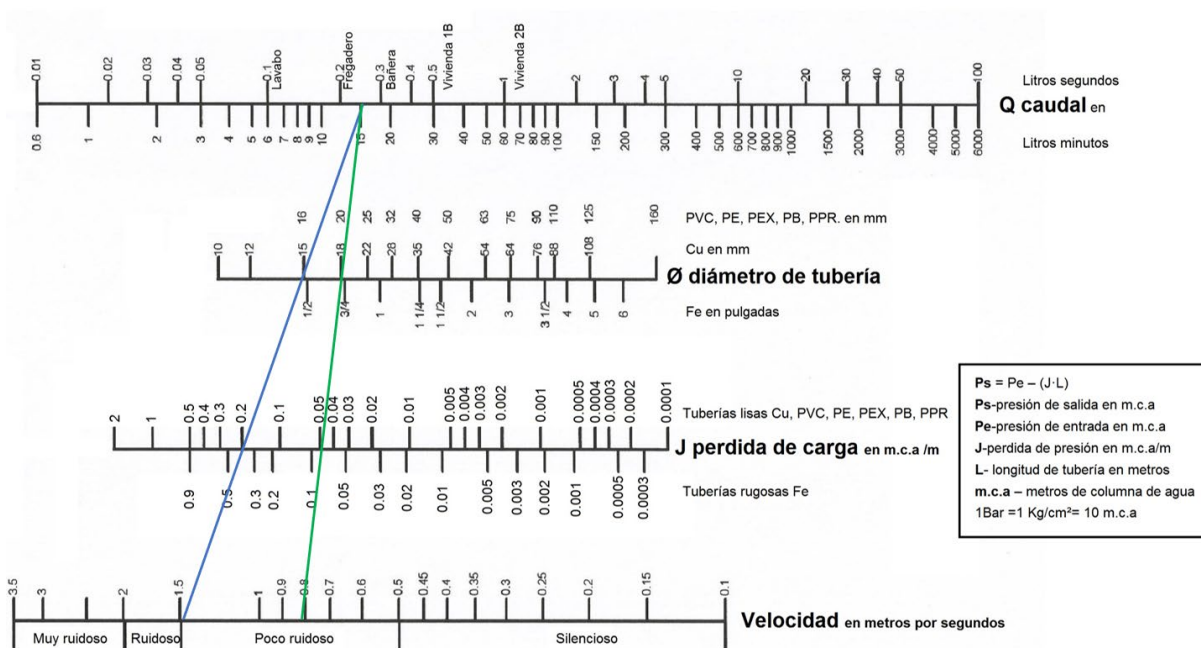 0.01 0.02 0.03 0.04 0.05 0.1 Lavabo 0.2 Fregadero 0.3 Bañera 0.4 0.5 Vivienda 1B 1 Vivienda 2B 2 3 4 5 10 20 30 40 50 100
Litros segundos
Q caudal en
0.6 1 2 3 4 5 6 7 8 9 10 15 20 30 40 50 60 70 80 90 100 150 200 300 400 500 600 700 800 900 1000 1500 2000 3000 4000 5000 6000
Litros minutos
16 20 25 32 40 50 63 75 90 110 125 160
PVC, PE, PEX, PB, PPR. en mm
10 12 15 18 22 28 35 42 54 64 76 88 108
Cu en mm
Ø diámetro de tubería
1/2 3/4 1 1 1/4 1 1/2 2 3 3 1/2 4 5 6
Fe en pulgadas
2 1 0.5 0.4 0.3 0.2 0.1 0.05 0.04 0.03 0.02 0.01 0.005 0.004 0.003 0.002 0.001 0.0005 0.0004 0.0003 0.0002 0.0001
Tuberías lisas Cu, PVC, PE, PEX, PB, PPR
J perdida de carga en m.c.a /m
0.9 0.5 0.3 0.2 0.1 0.05 0.03 0.02 0.01 0.005 0.003 0.002 0.001 0.0005 0.0003
Tuberías rugosas Fe
Ps = Pe – (J·L)
Ps-presión de salida en m.c.a
Pe-presión de entrada en m.c.a
J-perdida de presión en m.c.a/m
L- longitud de tubería en metros
m.c.a – metros de columna de agua
1Bar =1 Kg/cm²= 10 m.c.a
3.5 3 2 1.5 1 0.9 0.8 0.7 0.6 0.5 0.45 0.4 0.35 0.3 0.25 0.2 0.15 0.1
Velocidad en metros por segundos
Muy ruidoso Ruidoso Poco ruidoso Silencioso